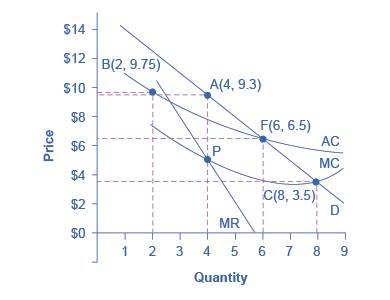 $14
$12
B(2, 9.75)
A(4, 9.3)
$10
$8
F(6, 6.5)
AC
$6
P
MC
$4
C(8, 3.5)
$2
D
MR
$0
1 2 3 4 5 6 7 8 9
Price
Quantity